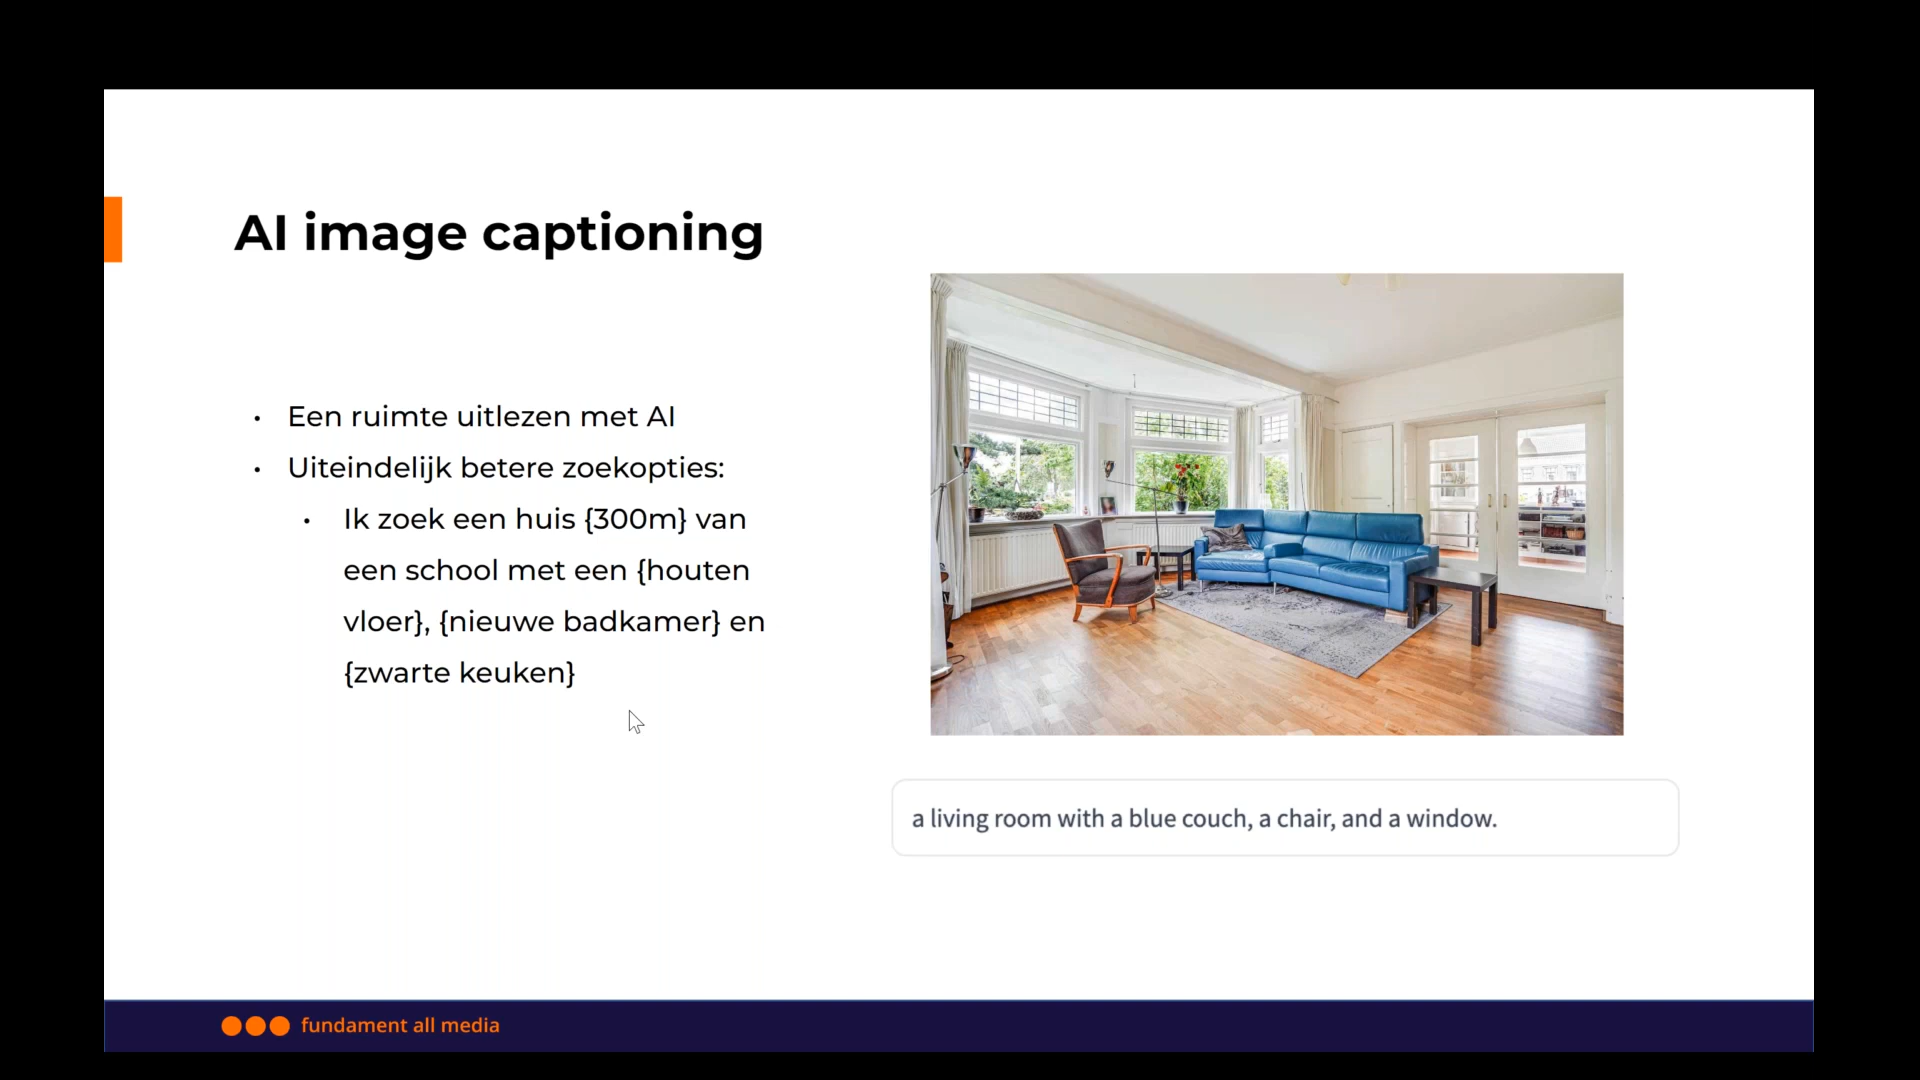 AI image captioning
• Een ruimte uitlezen met AI
• Uiteindelijk betere zoekopties:
• Ik zoek een huis {300m} van
een school met een {houten
vloer}, {nieuwe badkamer} en
{zwarte keuken}
a living room with a blue couch, a chair, and a window.
fundament all media